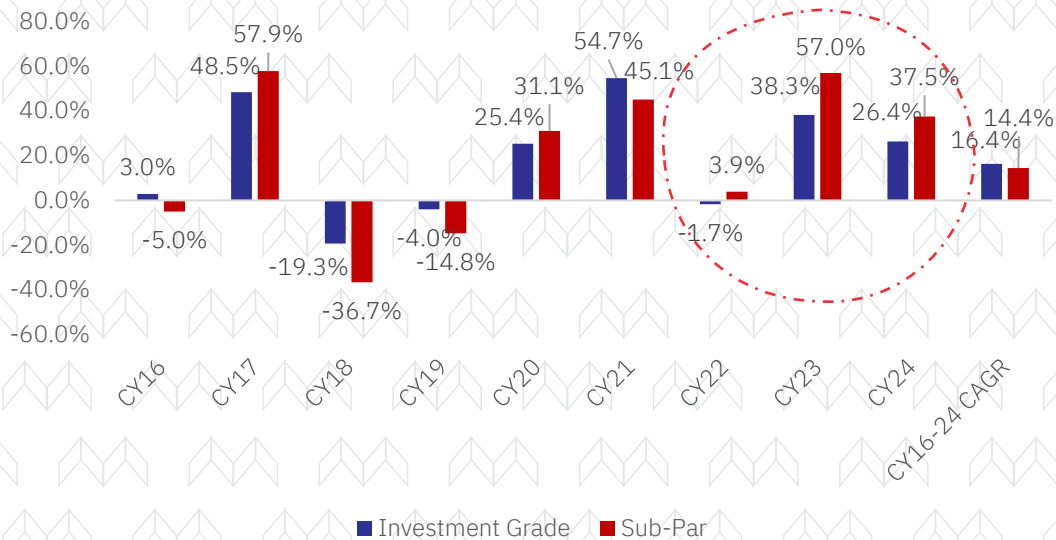 80.0%
60.0%
40.0%
20.0%
0.0%
-20.0%
-40.0%
-60.0%
3.0%
-5.0%
48.5%
57.9%
-19.3%
-36.7%
-4.0%
-14.8%
25.4%
31.1%
54.7%
45.1%
-1.7%
3.9%
38.3%
57.0%
26.4%
37.5%
16.4%
14.4%
CY16
CY17
CY18
CY19
CY20
CY21
CY22
CY23
CY24
CY16-24 CAGR
Investment Grade
Sub-Par